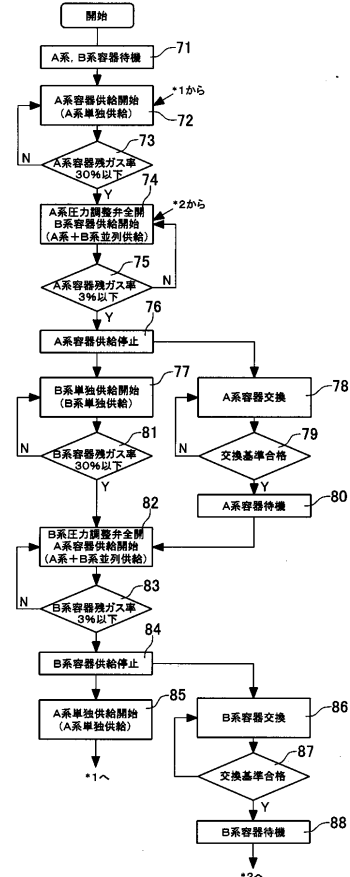 開始
A系,B系容器待機
71
A系容器供給開始
(A系単独供給)
*1から
72
73
A系容器残ガス率
30%以下
N
Y
74
A系圧力調整弁全開
B系容器供給開始
(A系+B系並列供給)
*2から
75
A系容器残ガス率
3%以下
N
Y
76
A系容器供給停止
77
B系単独供給開始
(B系単独供給)
A系容器交換
78
81
B系容器残ガス率
30%以下
N
Y
79
交換基準合格
N
Y
A系容器待機
80
82
B系圧力調整弁全開
A系容器供給開始
(A系+B系並列供給)
83
B系容器残ガス率
3%以下
N
Y
84
B系容器供給停止
85
A系単独供給開始
(A系単独供給)
*1へ
B系容器交換
86
87
交換基準合格
N
Y
B系容器待機
88
*2へ